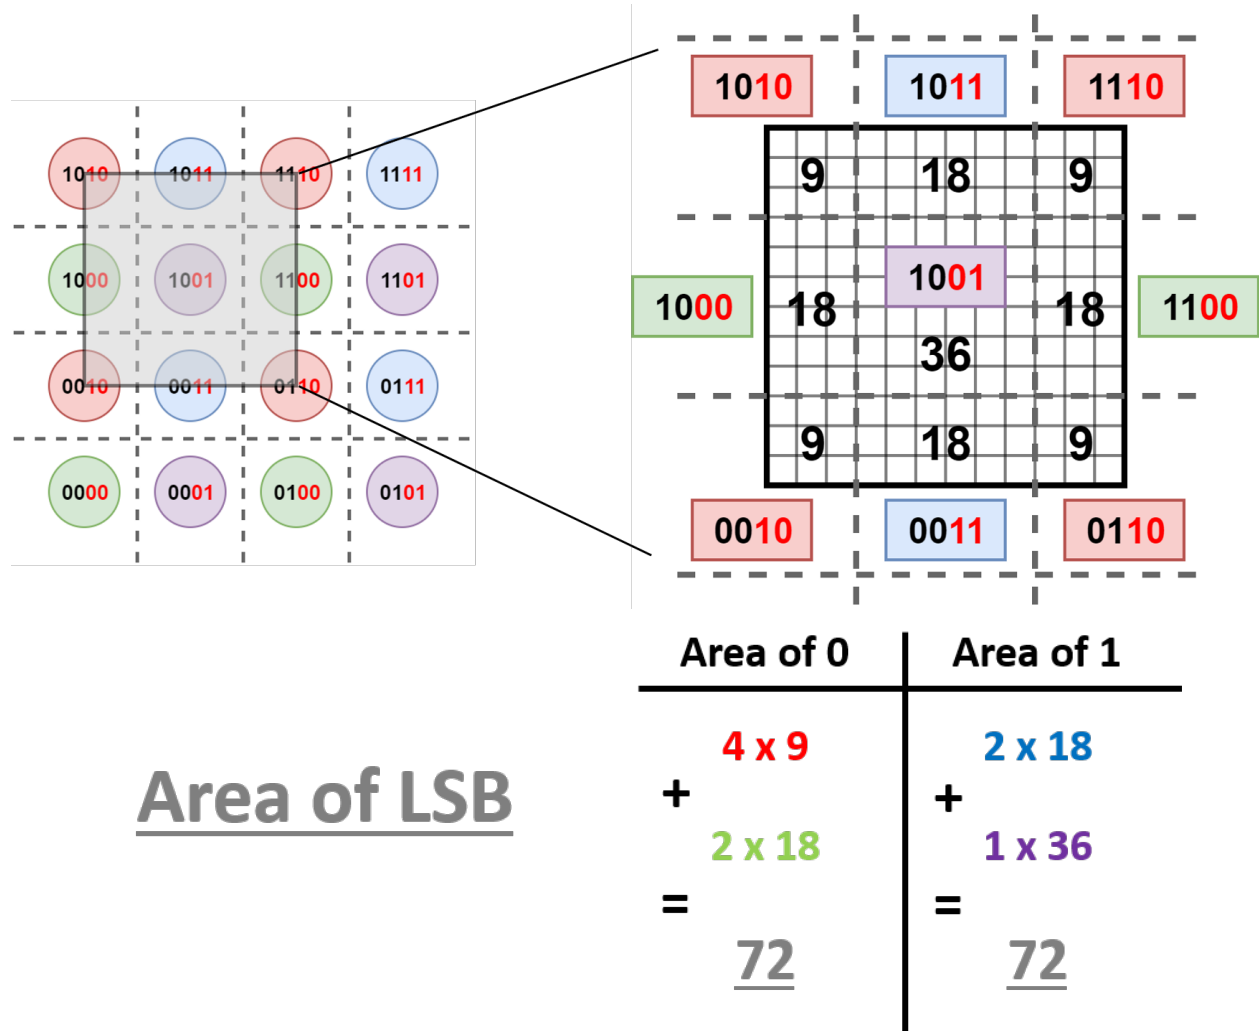 1010 1011 1110 1111
1000 1001 1100 1101
0010 0011 0110 0111
0000 0001 0100 0101
1010 1011 1110
9 18 9
1001
1000 18 18 1100
36
9 18 9
0010 0011 0110
Area of LSB
Area of 0 Area of 1
4 x 9 2 x 18
+ +
2 x 18 1 x 36
= =
72 72